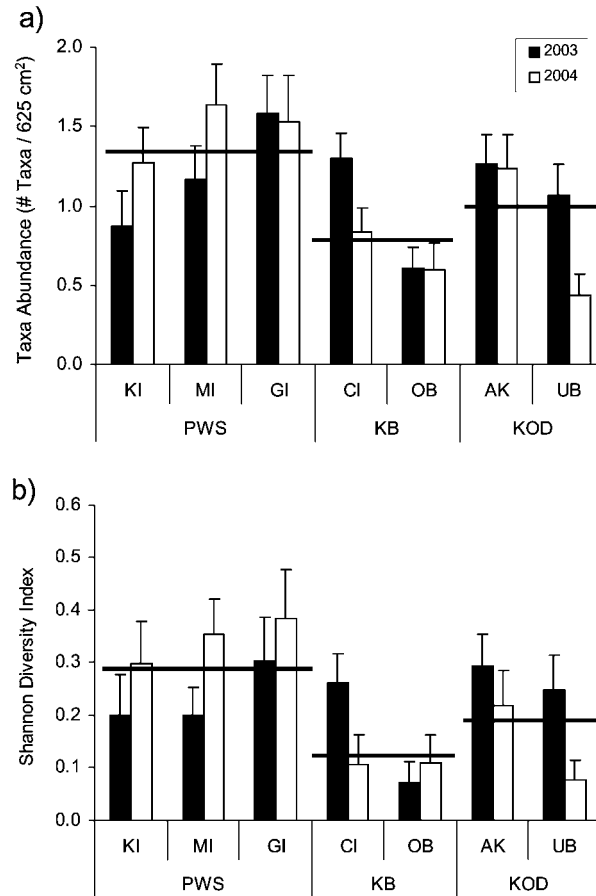 a)
2003
2004
Taxa Abundance (# Taxa / 625 cm²)
2.0
1.5
1.0
0.5
0.0
KI MI GI CI OB AK UB
PWS KB KOD
b)
Shannon Diversity Index
0.6
0.5
0.4
0.3
0.2
0.1
0.0
KI MI GI CI OB AK UB
PWS KB KOD